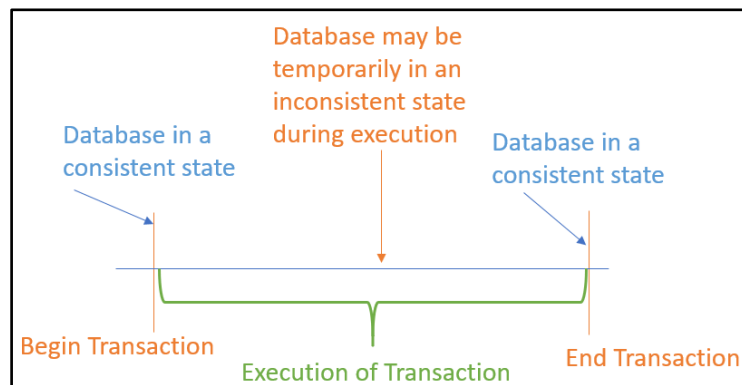 Database may be
temporarily in an
inconsistent state
during execution
Database in a
consistent state
Database in a
consistent state
Begin Transaction
Execution of Transaction
End Transaction